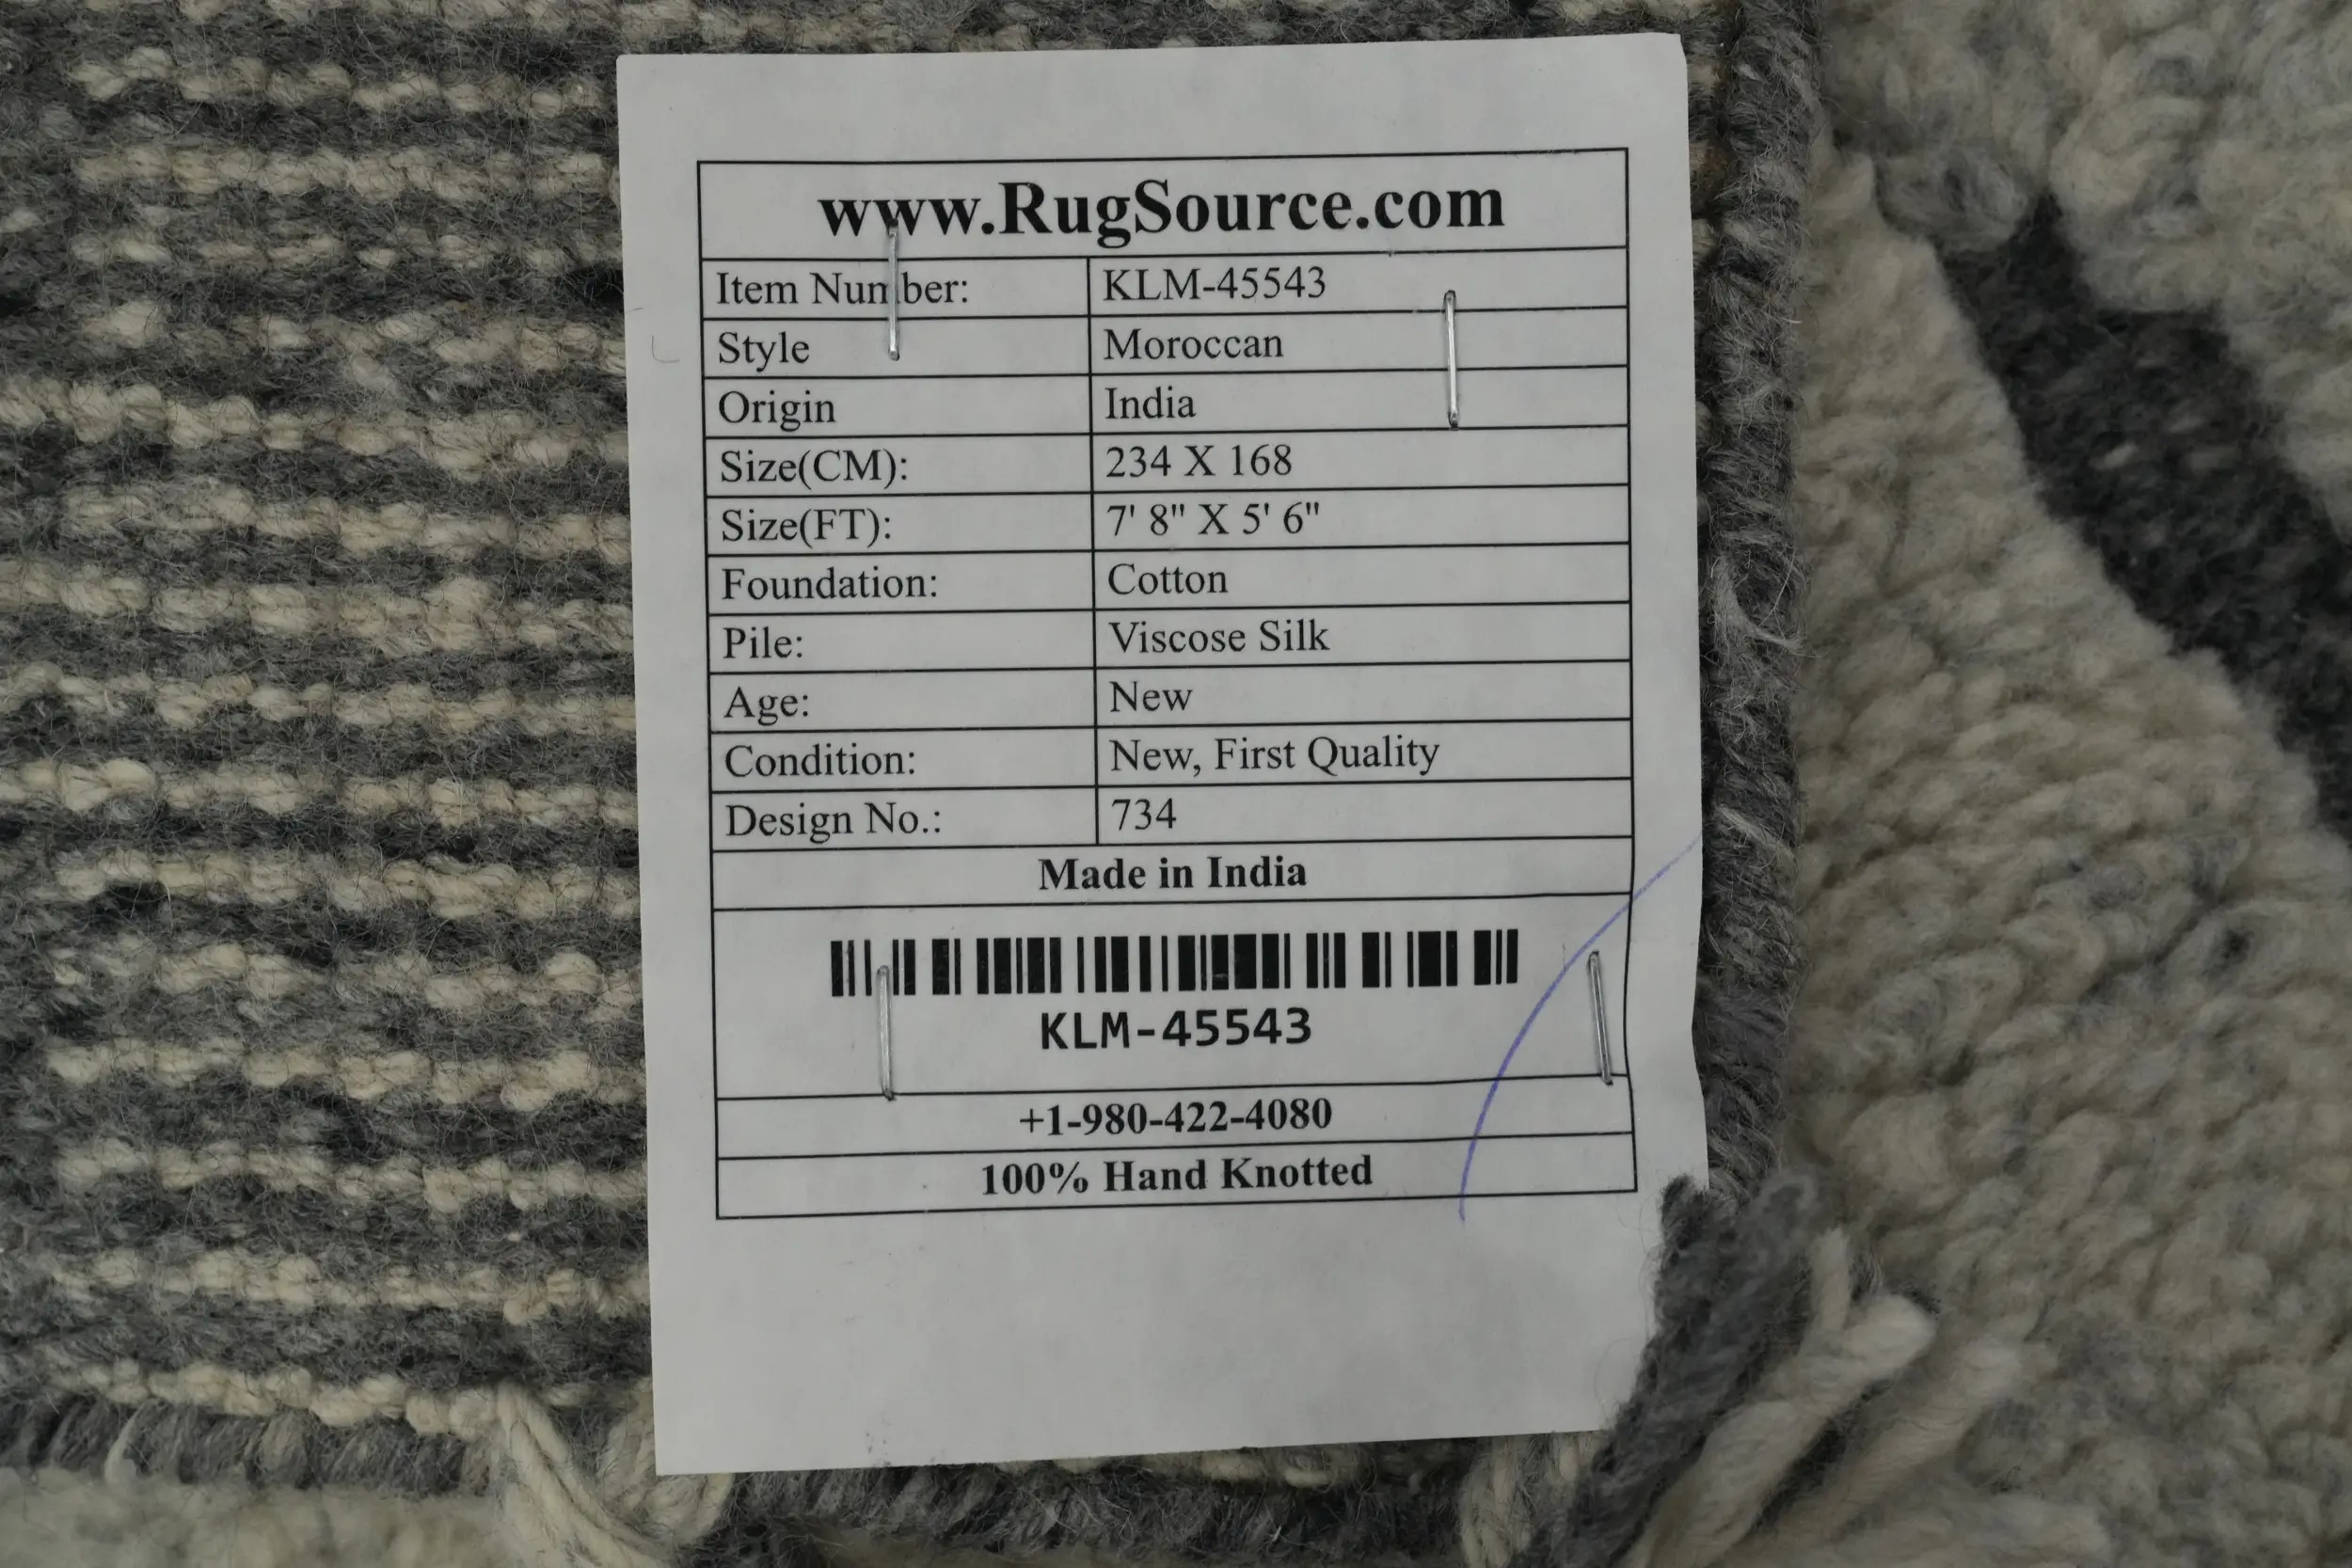 www.RugSource.com
Item Number: KLM-45543
Style Moroccan
Origin India
Size(CM): 234 X 168
Size(FT): 7' 8" X 5' 6"
Foundation: Cotton
Pile: Viscose Silk
Age: New
Condition: New, First Quality
Design No.: 734
Made in India
KLM-45543
+1-980-422-4080
100% Hand Knotted